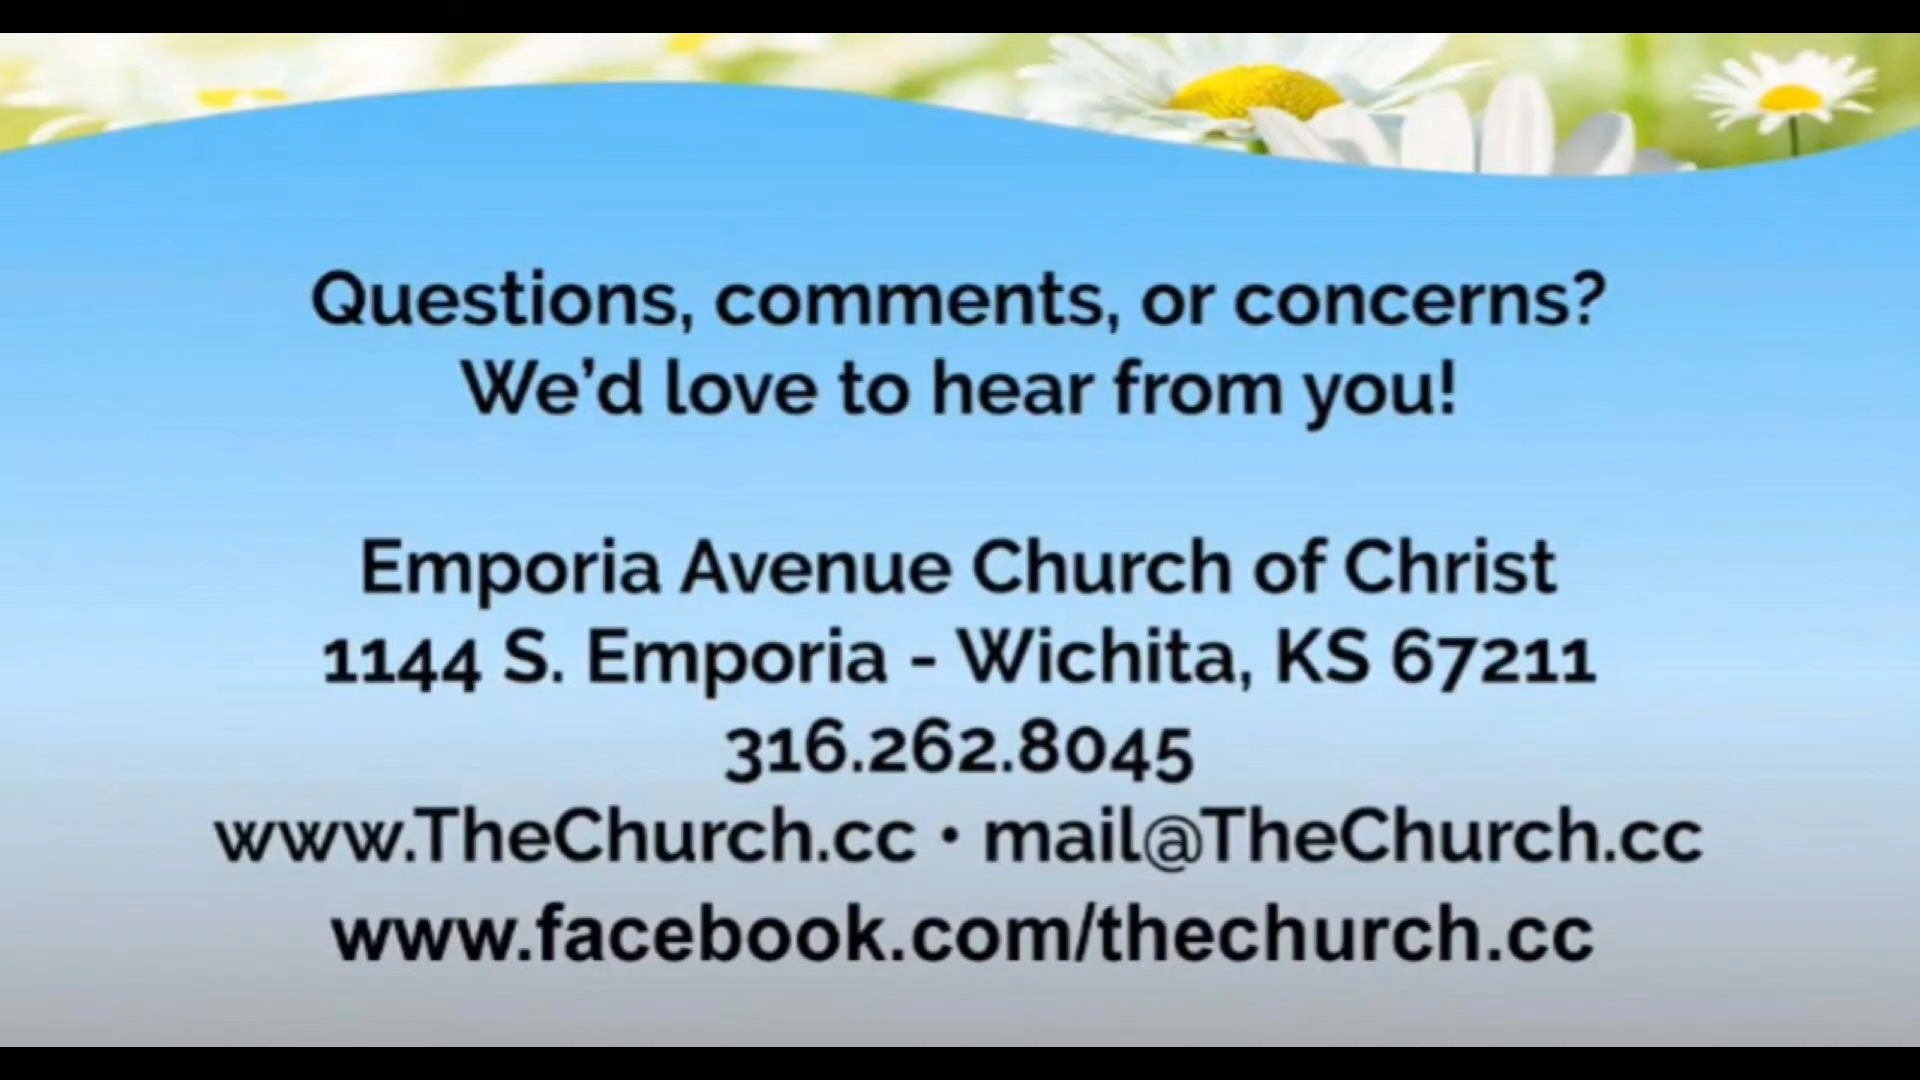 Questions, comments, or concerns?
We’d love to hear from you!
Emporia Avenue Church of Christ
1144 S. Emporia - Wichita, KS 67211
316.262.8045
www.TheChurch.cc • mail@TheChurch.cc
www.facebook.com/thechurch.cc